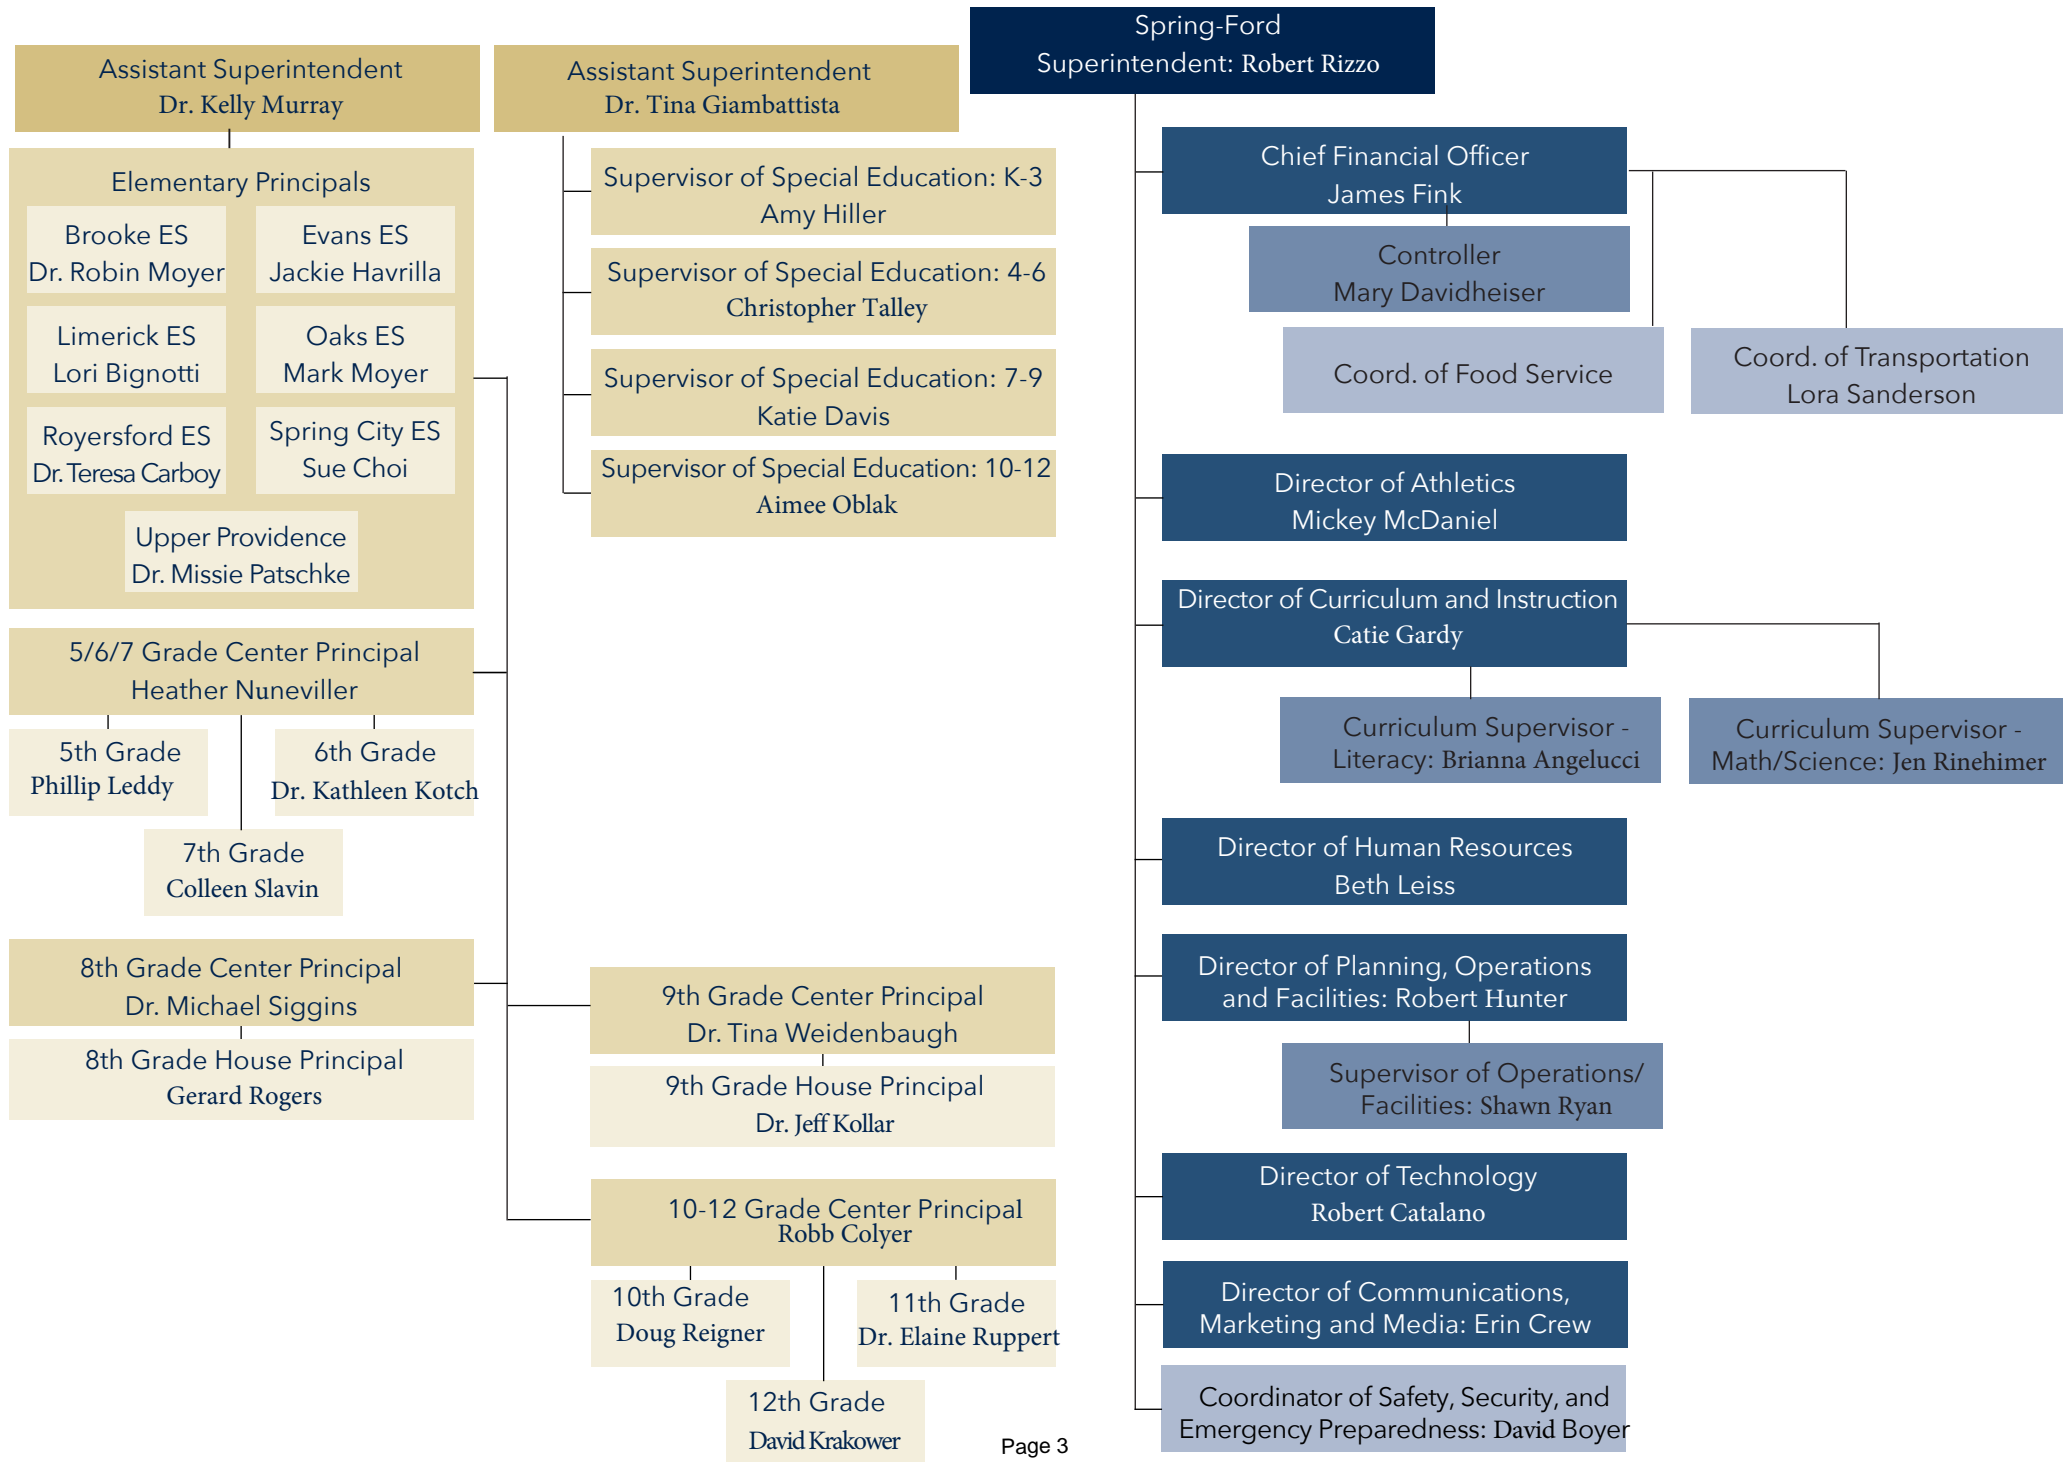 Spring-Ford
Superintendent: Robert Rizzo
Assistant Superintendent
Dr. Kelly Murray
Elementary Principals
Brooke ES
Dr. Robin Moyer
Evans ES
Jackie Havrilla
Limerick ES
Lori Bignotti
Oaks ES
Mark Moyer
Royersford ES
Dr. Teresa Carboy
Spring City ES
Sue Choi
Upper Providence
Dr. Missie Patschke
5/6/7 Grade Center Principal
Heather Nuneviller
5th Grade
Phillip Leddy
6th Grade
Dr. Kathleen Kotch
7th Grade
Colleen Slavin
8th Grade Center Principal
Dr. Michael Siggins
8th Grade House Principal
Gerard Rogers
Assistant Superintendent
Dr. Tina Giambattista
Supervisor of Special Education: K-3
Amy Hiller
Supervisor of Special Education: 4-6
Christopher Talley
Supervisor of Special Education: 7-9
Katie Davis
Supervisor of Special Education: 10-12
Aimee Oblak
9th Grade Center Principal
Dr. Tina Weidenbaugh
9th Grade House Principal
Dr. Jeff Kollar
10-12 Grade Center Principal
Robb Colyer
10th Grade
Doug Reigner
11th Grade
Dr. Elaine Ruppert
12th Grade
David Krakower
Chief Financial Officer
James Fink
Controller
Mary Davidheiser
Coord. of Food Service
Coord. of Transportation
Lora Sanderson
Director of Athletics
Mickey McDaniel
Director of Curriculum and Instruction
Catie Gardy
Curriculum Supervisor -
Literacy: Brianna Angelucci
Curriculum Supervisor -
Math/Science: Jen Rinehimer
Director of Human Resources
Beth Leiss
Director of Planning, Operations
and Facilities: Robert Hunter
Supervisor of Operations/
Facilities: Shawn Ryan
Director of Technology
Robert Catalano
Director of Communications,
Marketing and Media: Erin Crew
Coordinator of Safety, Security, and
Emergency Preparedness: David Boyer
Page 3